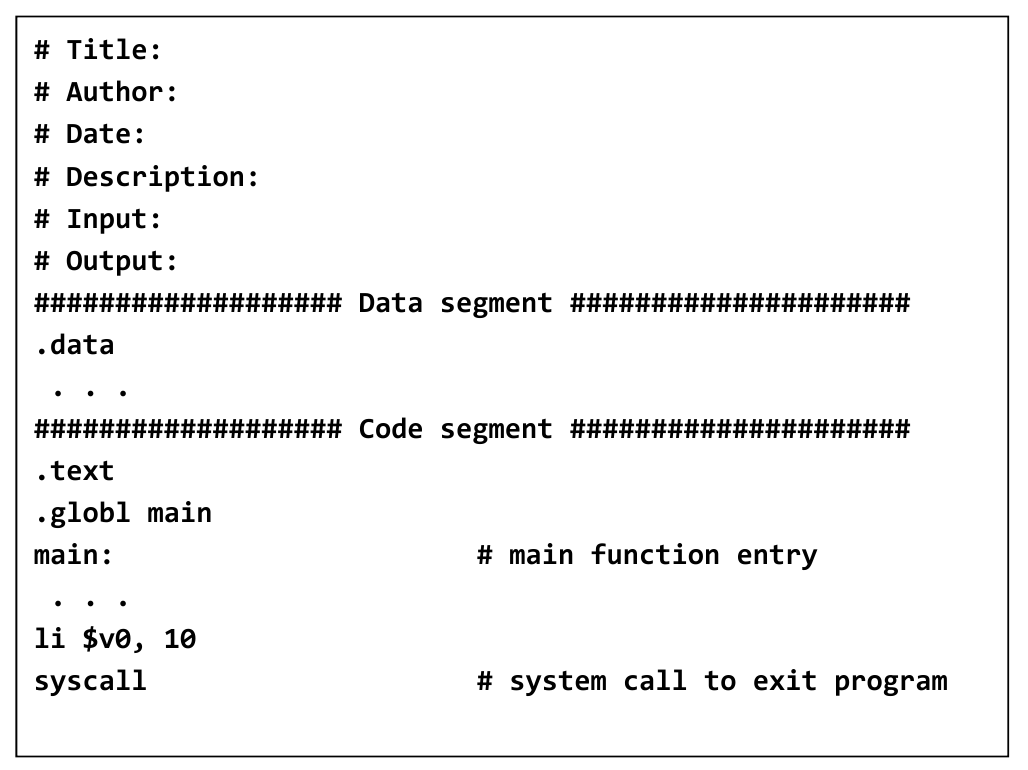 # Title:
# Author:
# Date:
# Description:
# Input:
# Output:
################### Data segment #####################
.data
. . .
################### Code segment #####################
.text
.globl main
main: # main function entry
. . .
li $v0, 10
syscall # system call to exit program